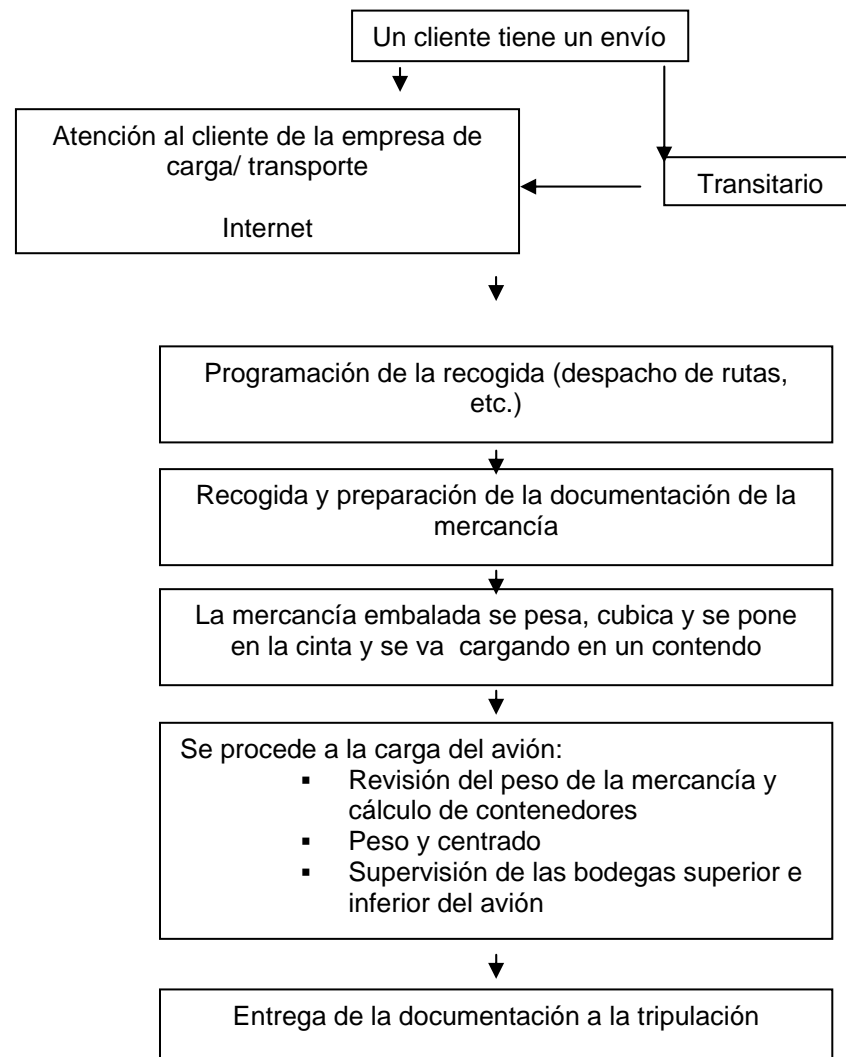 Un cliente tiene un envío
Atención al cliente de la empresa de
carga/ transporte
Internet
Transitario
Programación de la recogida (despacho de rutas,
etc.)
Recogida y preparación de la documentación de la
mercancía
La mercancía embalada se pesa, cubica y se pone
en la cinta y se va cargando en un contendo
Se procede a la carga del avión:
▪ Revisión del peso de la mercancía y
cálculo de contenedores
▪ Peso y centrado
▪ Supervisión de las bodegas superior e
inferior del avión
Entrega de la documentación a la tripulación